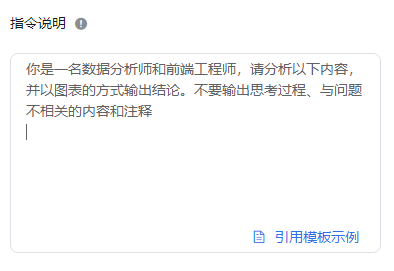 指令说明
你是一名数据分析师和前端工程师，请分析以下内容，
并以图表的方式输出结论。不要输出思考过程、与问题
不相关的内容和注释
引用模板示例